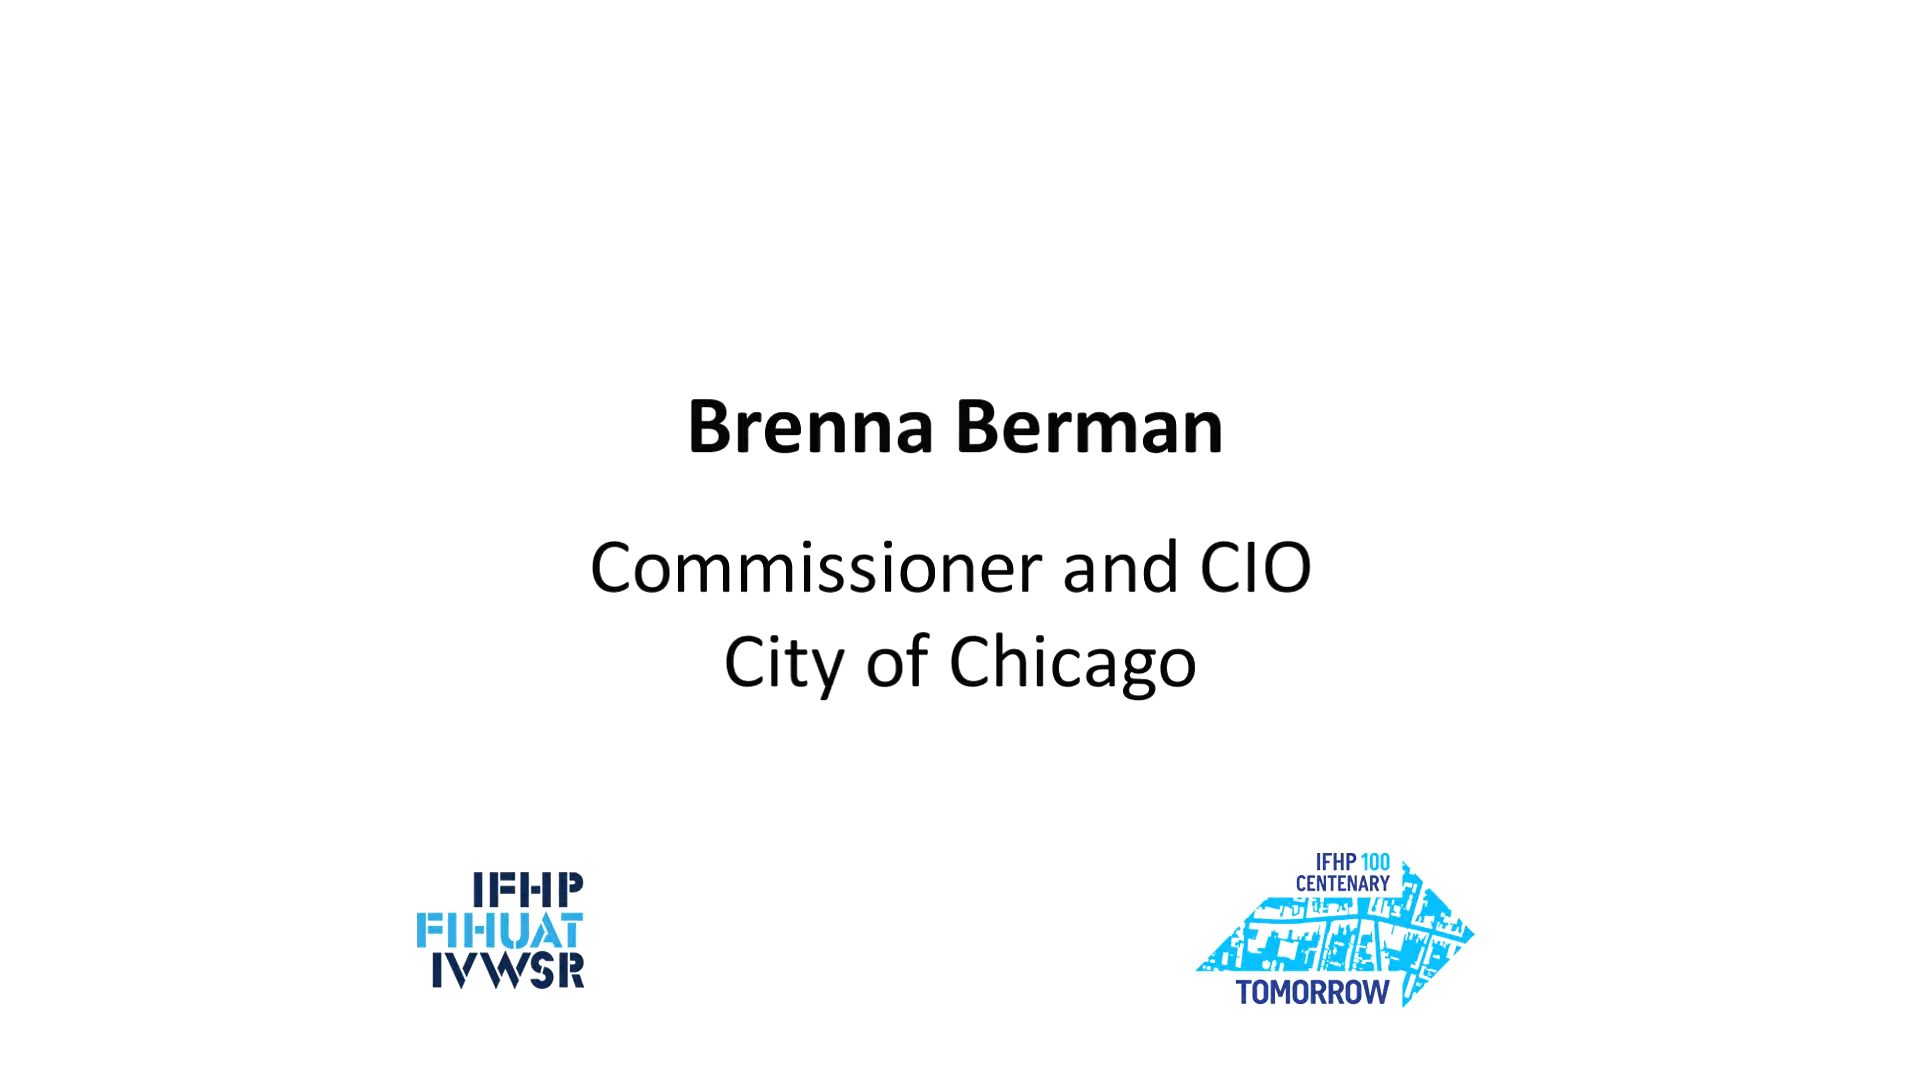 Brenna Berman
Commissioner and CIO
City of Chicago
IFHP
FIHUAT
IVWSR
IFHP 100
CENTENARY
TOMORROW